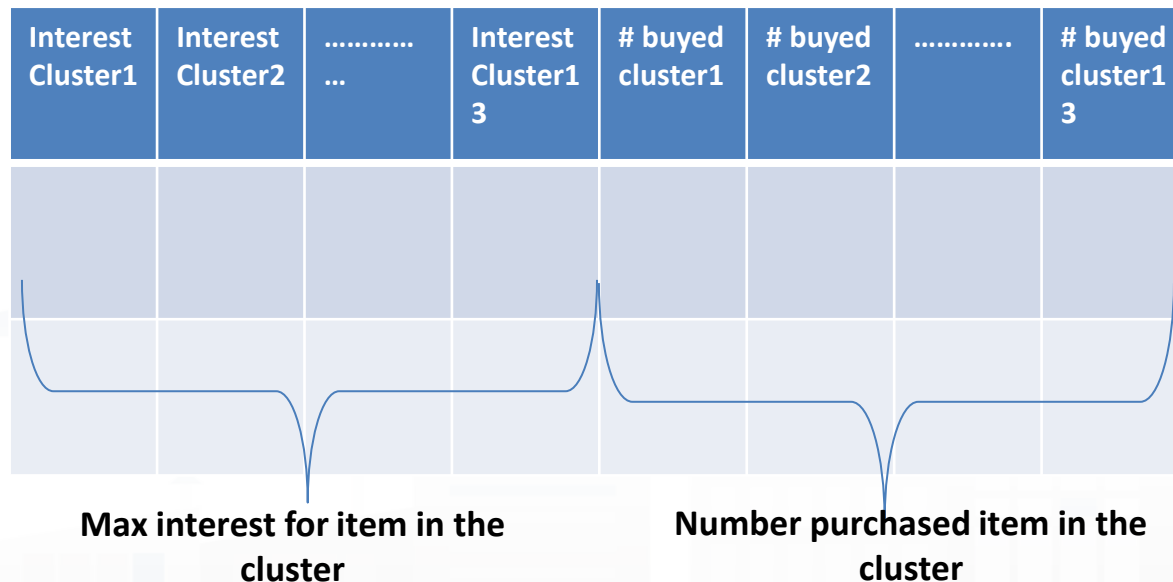 Interest
Cluster1
Interest
Cluster2
…………
…
Interest
Cluster1
3
# buyed
cluster1
# buyed
cluster2
………….
# buyed
cluster1
3
Max interest for item in the
cluster
Number purchased item in the
cluster